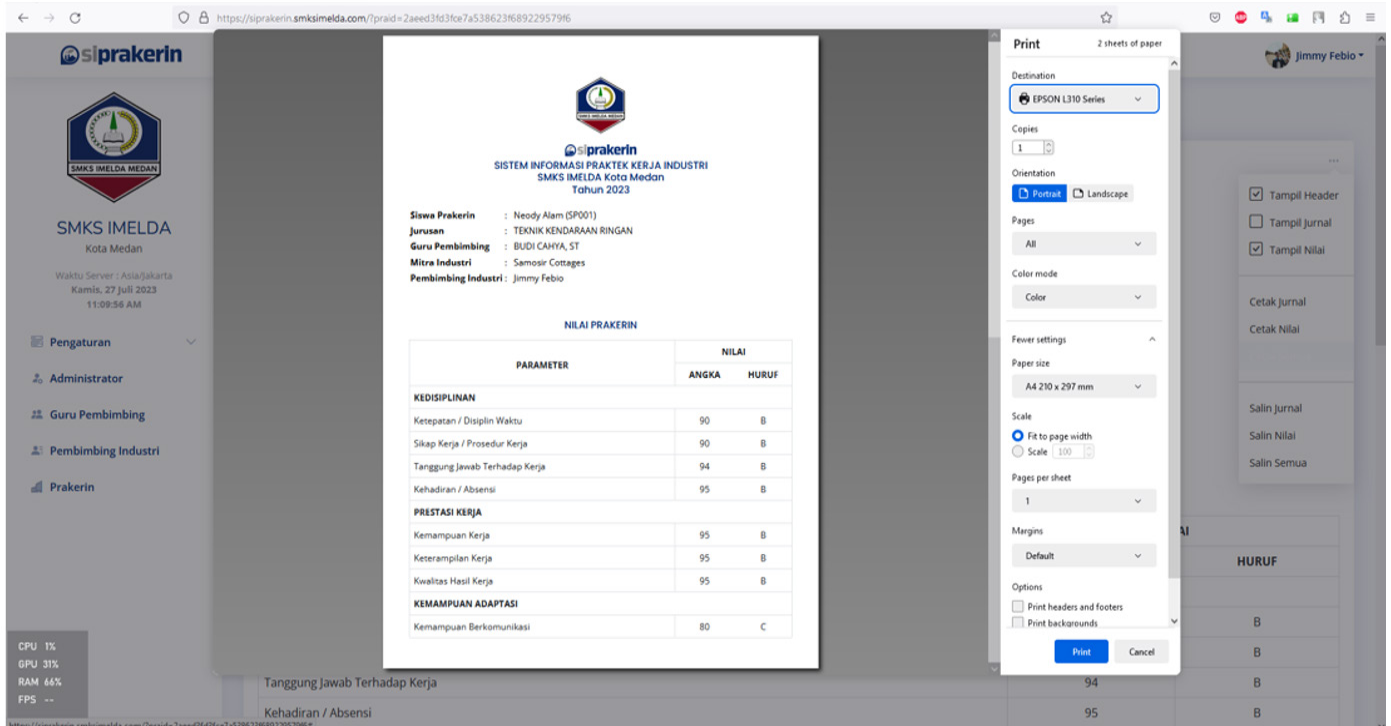 https://siprakerin.smksimelda.com/?praid=2aeed3fd3fce7a538623f689229579f6
siprakerin
Jimmy Febio
SMKS IMELDA MEDAN
SMKS IMELDA
Kota Medan
Waktu Server : Asia/Jakarta
Kamis, 27 Juli 2023
11:09:56 AM
Pengaturan
Administrator
Guru Pembimbing
Pembimbing Industri
Prakerin
CPU 1%
GPU 31%
RAM 66%
FPS --
SMKS IMELDA MEDAN
siprakerin
SISTEM INFORMASI PRAKTEK KERJA INDUSTRI
SMKS IMELDA Kota Medan
Tahun 2023
Siswa Prakerin : Neody Alam (SP001)
Jurusan : TEKNIK KENDARAAN RINGAN
Guru Pembimbing : BUDI CAHYA, ST
Mitra Industri : Samosir Cottages
Pembimbing Industri : Jimmy Febio
NILAI PRAKERIN
PARAMETER NILAI
ANGKA HURUF
KEDISIPLINAN
Ketepatan / Disiplin Waktu 90 B
Sikap Kerja / Prosedur Kerja 90 B
Tanggung Jawab Terhadap Kerja 94 B
Kehadiran / Absensi 95 B
PRESTASI KERJA
Kemampuan Kerja 95 B
Keterampilan Kerja 95 B
Kwalitas Hasil Kerja 95 B
KEMAMPUAN ADAPTASI
Kemampuan Berkomunikasi 80 C
Print 2 sheets of paper
Destination
EPSON L310 Series
Copies
1
Orientation
Portrait Landscape
Pages
All
Color mode
Color
Fewer settings
Paper size
A4 210 x 297 mm
Scale
Fit to page width
Scale 100
Pages per sheet
1
Margins
Default
Options
Print headers and footers
Print backgrounds
Print Cancel
...
Tampil Header
Tampil Jurnal
Tampil Nilai
Cetak Jurnal
Cetak Nilai
Salin Jurnal
Salin Nilai
Salin Semua
AI
HURUF
B
B
Tanggung Jawab Terhadap Kerja 94 B
Kehadiran / Absensi 95 B